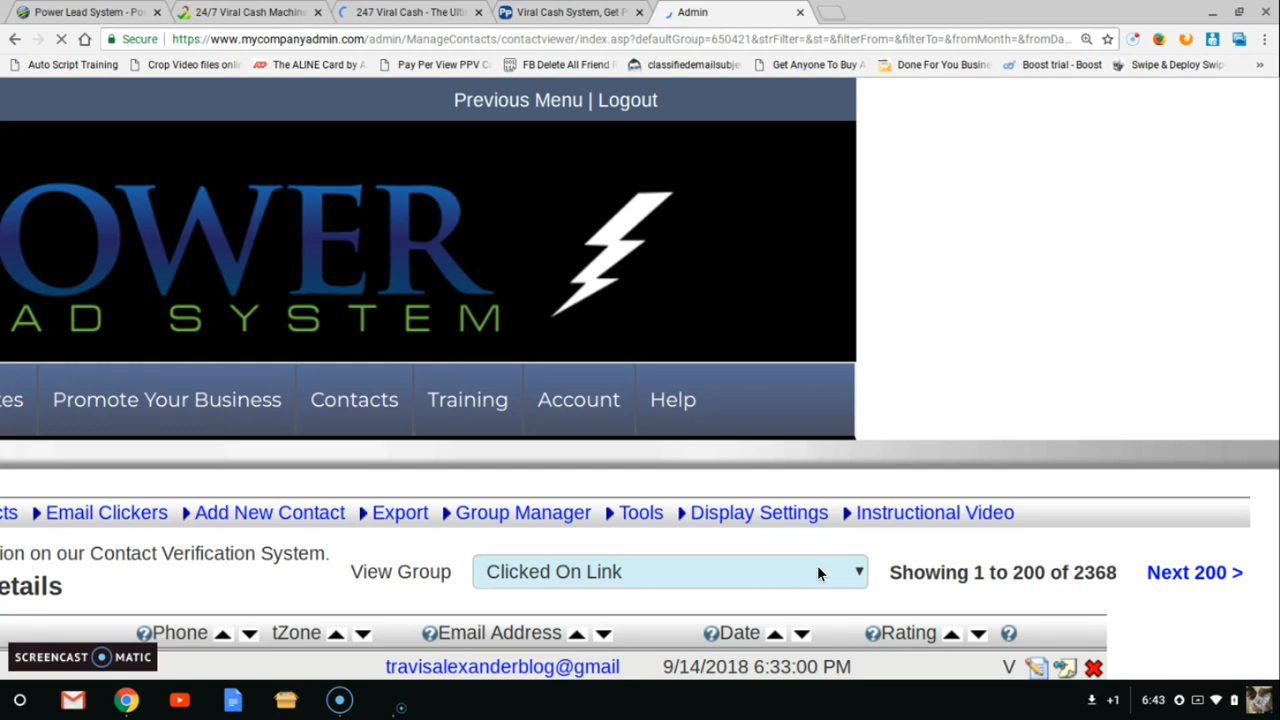 Power Lead System - Po
24/7 Viral Cash Machin
247 Viral Cash - The Ulti
Viral Cash System, Get P
Admin
Secure
https://www.mycompanyadmin.com/admin/ManageContacts/contactviewer/index.asp?defaultGroup=650421&strFilter=&st=&filterFrom=&filterTo=&fromMonth=&fromDa...
Auto Script Training
Crop Video files onlin
The ALINE Card by A
Pay Per View PPV C
FB Delete All Friend R
classifiedemailsubje
Get Anyone To Buy A
Done For You Busine
Boost trial - Boost
Swipe & Deploy Swip
»
Previous Menu | Logout
OWER
AD SYSTEM
tes
Promote Your Business
Contacts
Training
Account
Help
cts
Email Clickers
Add New Contact
Export
Group Manager
Tools
Display Settings
Instructional Video
ion on our Contact Verification System.
View Group
Clicked On Link
Showing 1 to 200 of 2368
Next 200 >
etails
Phone
tZone
Email Address
Date
Rating
travisalexanderblog@gmail
9/14/2018 6:33:00 PM
V
SCREENCAST MATIC
+1
6:43